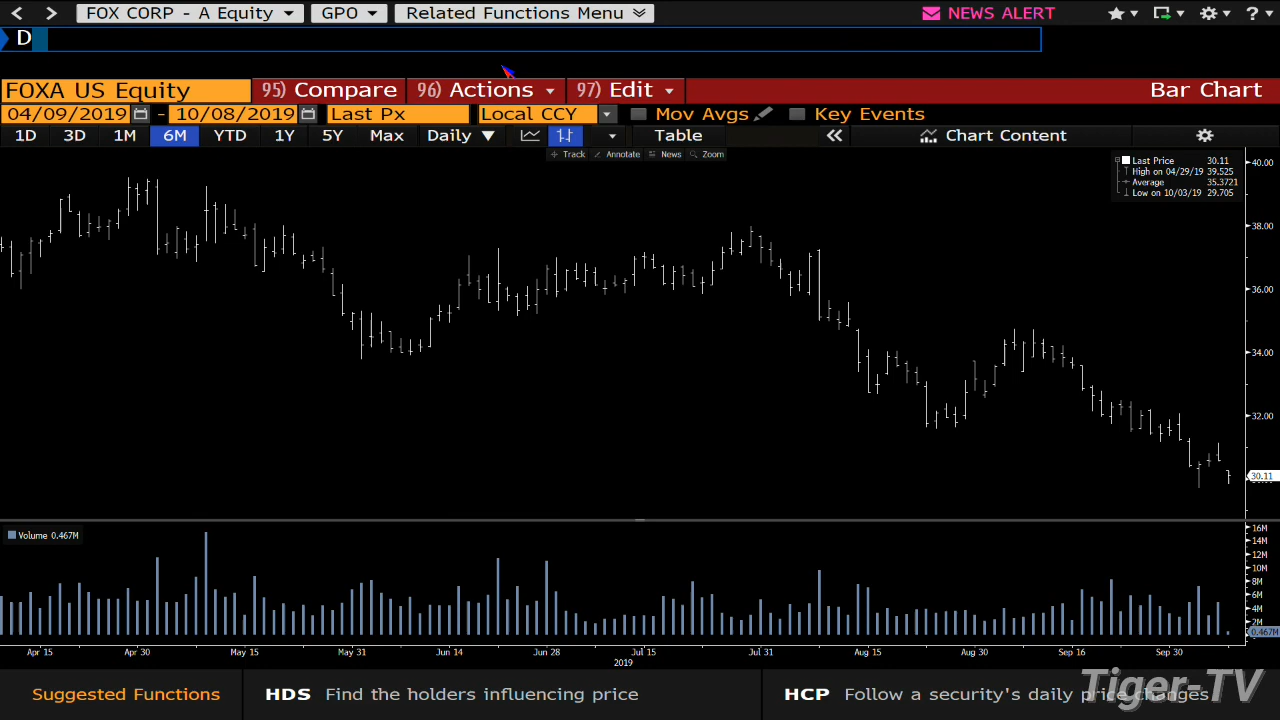 FOX CORP - A Equity GPO Related Functions Menu NEWS ALERT ?
D
FOXA US Equity 95) Compare 96) Actions 97) Edit Bar Chart
04/09/2019 - 10/08/2019 Last Px Local CCY Mov Avgs Key Events
1D 3D 1M 6M YTD 1Y 5Y Max Daily Table Chart Content
Track Annotate News Zoom
Last Price 30.11
High on 04/29/19 39.525
Average 35.3721
Low on 10/03/19 29.705
40.00
38.00
36.00
34.00
32.00
30.11
Volume 0.467M
16M
14M
12M
10M
8M
6M
4M
2M
0.467M
Apr 15 Apr 30 May 15 May 31 Jun 14 Jun 28 Jul 15 Jul 31 Aug 15 Aug 30 Sep 16 Sep 30
2019
Suggested Functions HDS Find the holders influencing price HCP Follow a security's daily price changes.
Tiger-TV